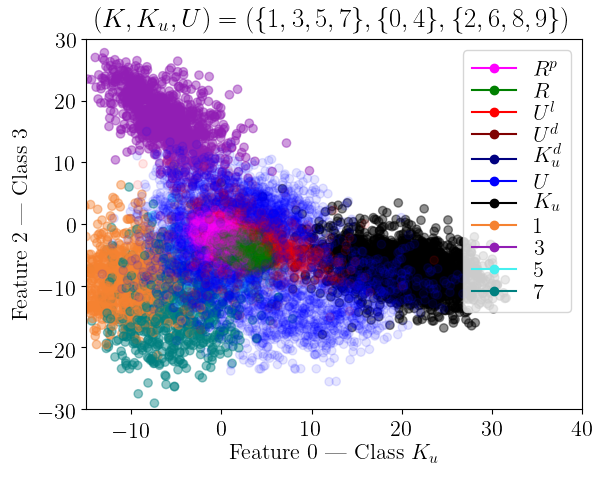 (K, K_u, U) = ({1, 3, 5, 7}, {0, 4}, {2, 6, 8, 9})
30
20
10
0
−10
−20
−30
Feature 2 — Class 3
−10
0
10
20
30
40
Feature 0 — Class K_u
R^p
R
U^l
U^d
K_u^d
U
K_u
1
3
5
7